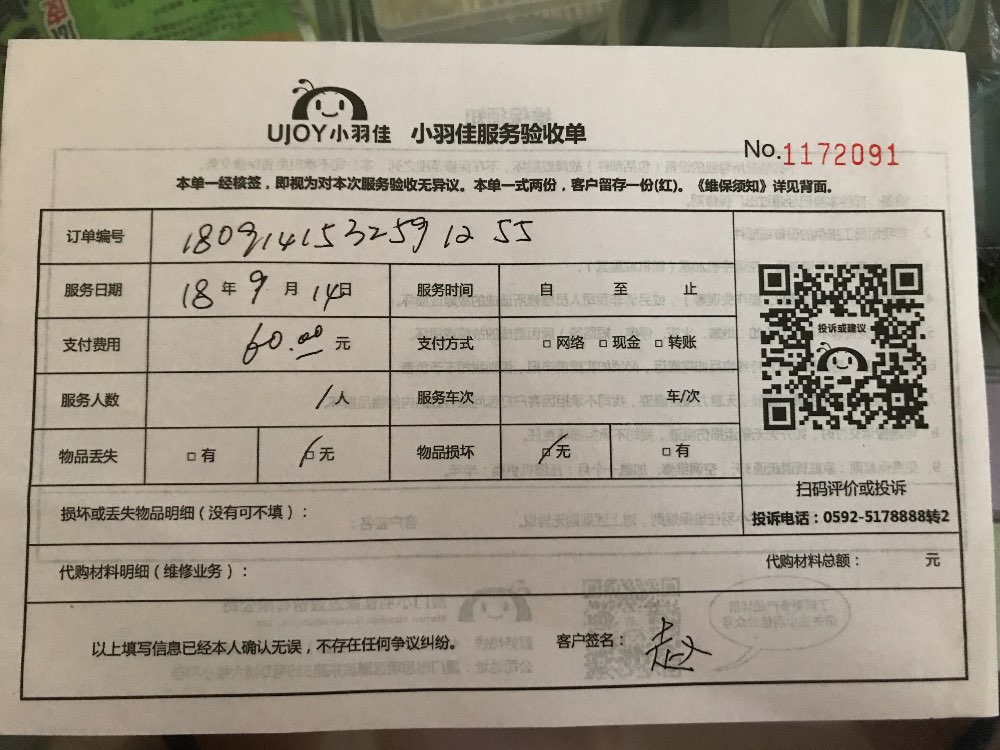 UJOY小羽佳 小羽佳服务验收单
No.1172091
本单一经核签，即视为对本次服务验收无异议。本单一式两份，客户留存一份(红)。《维保须知》详见背面。
订单编号 18091415325912 55
服务日期 18 年 9 月 14日 服务时间 自 至 止
支付费用 60.00 元 支付方式 □ 网络 □ 现金 □ 转账
服务人数 1人 服务车次 车/次
物品丢失 □ 有 □ 无 物品损坏 □ 无 □ 有
投诉或建议
扫码评价或投诉
投诉电话：0592-5178888转2
损坏或丢失物品明细（没有可不填）：
代购材料明细（维修业务）： 代购材料总额： 元
以上填写信息已经本人确认无误，不存在任何争议纠纷。 客户签名： 赵